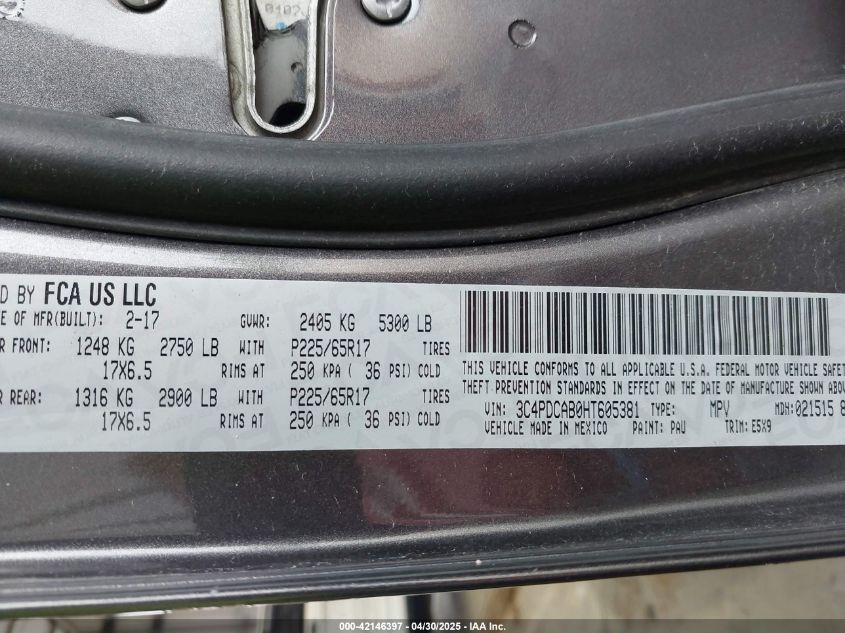 0102
D BY FCA US LLC
E OF MFR(BUILT): 2-17 GVWR: 2405 KG 5300 LB
R FRONT: 1248 KG 2750 LB WITH P225/65R17 TIRES
17X6.5 RIMS AT 250 KPA ( 36 PSI) COLD
R REAR: 1316 KG 2900 LB WITH P225/65R17 TIRES
17X6.5 RIMS AT 250 KPA ( 36 PSI) COLD
THIS VEHICLE CONFORMS TO ALL APPLICABLE U.S.A. FEDERAL MOTOR VEHICLE SAFET
THEFT PREVENTION STANDARDS IN EFFECT ON THE DATE OF MANUFACTURE SHOWN ABOV
VIN: 3C4PDCAB0HT605381 TYPE: MPV MDH:021515 8
VEHICLE MADE IN MEXICO PAINT: PAU TRIM: E5X9
000-42146397 - 04/30/2025 - IAA Inc.